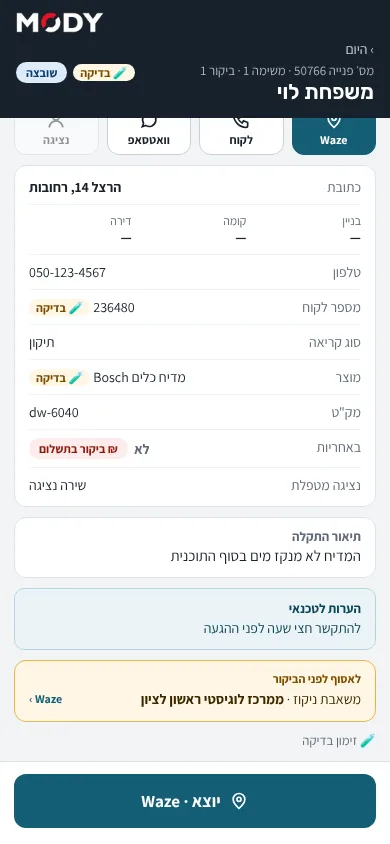 MODY
היום ›
מס' פנייה 50766 · משימה 1 · ביקור 1
🧪 בדיקה
שובצה
משפחת לוי
Waze
לקוח
וואטסאפ
נציגה
כתובת הרצל 14, רחובות
בניין קומה דירה
— — —
טלפון 050-123-4567
מספר לקוח 236480 🧪 בדיקה
סוג קריאה תיקון
מוצר מדיח כלים Bosch 🧪 בדיקה
מק"ט dw-6040
באחריות לא ₪ ביקור בתשלום
נציגה מטפלת שירה נציגה
תיאור התקלה
המדיח לא מנקז מים בסוף התוכנית
הערות לטכנאי
להתקשר חצי שעה לפני ההגעה
לאסוף לפני הביקור
משאבת ניקוז · ממרכז לוגיסטי ראשון לציון Waze ›
🧪 זימון בדיקה
יוצא · Waze